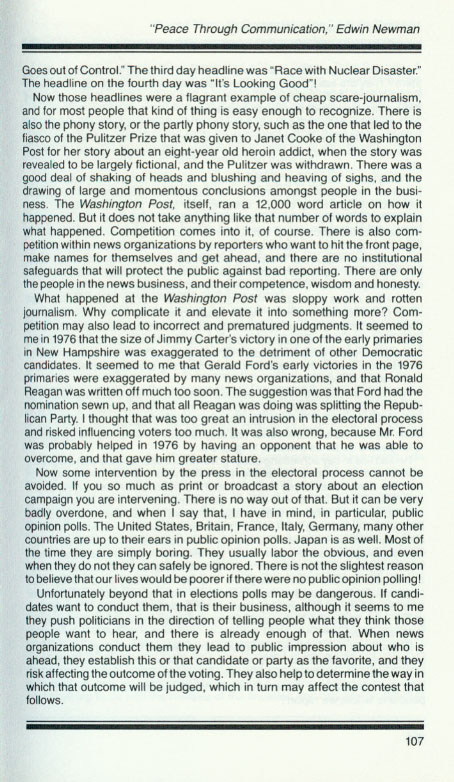 "Peace Through Communication," Edwin Newman
Goes out of Control." The third day headline was "Race with Nuclear Disaster."
The headline on the fourth day was "It's Looking Good"!
Now those headlines were a flagrant example of cheap scare-journalism,
and for most people that kind of thing is easy enough to recognize. There is
also the phony story, or the partly phony story, such as the one that led to the
fiasco of the Pulitzer Prize that was given to Janet Cooke of the Washington
Post for her story about an eight-year old heroin addict, when the story was
revealed to be largely fictional, and the Pulitzer was withdrawn. There was a
good deal of shaking of heads and blushing and heaving of sighs, and the
drawing of large and momentous conclusions amongst people in the busi-
ness. The Washington Post, itself, ran a 12,000 word article on how it
happened. But it does not take anything like that number of words to explain
what happened. Competition comes into it, of course. There is also com-
petition within news organizations by reporters who want to hit the front page,
make names for themselves and get ahead, and there are no institutional
safeguards that will protect the public against bad reporting. There are only
the people in the news business, and their competence, wisdom and honesty.
What happened at the Washington Post was sloppy work and rotten
journalism. Why complicate it and elevate it into something more? Com-
petition may also lead to incorrect and prematured judgments. It seemed to
me in 1976 that the size of Jimmy Carter's victory in one of the early primaries
in New Hampshire was exaggerated to the detriment of other Democratic
candidates. It seemed to me that Gerald Ford's early victories in the 1976
primaries were exaggerated by many news organizations, and that Ronald
Reagan was written off much too soon. The suggestion was that Ford had the
nomination sewn up, and that all Reagan was doing was splitting the Repub-
lican Party. I thought that was too great an intrusion in the electoral process
and risked influencing voters too much. It was also wrong, because Mr. Ford
was probably helped in 1976 by having an opponent that he was able to
overcome, and that gave him greater stature.
Now some intervention by the press in the electoral process cannot be
avoided. If you so much as print or broadcast a story about an election
campaign you are intervening. There is no way out of that. But it can be very
badly overdone, and when I say that, I have in mind, in particular, public
opinion polls. The United States, Britain, France, Italy, Germany, many other
countries are up to their ears in public opinion polls. Japan is as well. Most of
the time they are simply boring. They usually labor the obvious, and even
when they do not they can safely be ignored. There is not the slightest reason
to believe that our lives would be poorer if there were no public opinion polling!
Unfortunately beyond that in elections polls may be dangerous. If candi-
dates want to conduct them, that is their business, although it seems to me
they push politicians in the direction of telling people what they think those
people want to hear, and there is already enough of that. When news
organizations conduct them they lead to public impression about who is
ahead, they establish this or that candidate or party as the favorite, and they
risk affecting the outcome of the voting. They also help to determine the way in
which that outcome will be judged, which in turn may affect the contest that
follows.
107